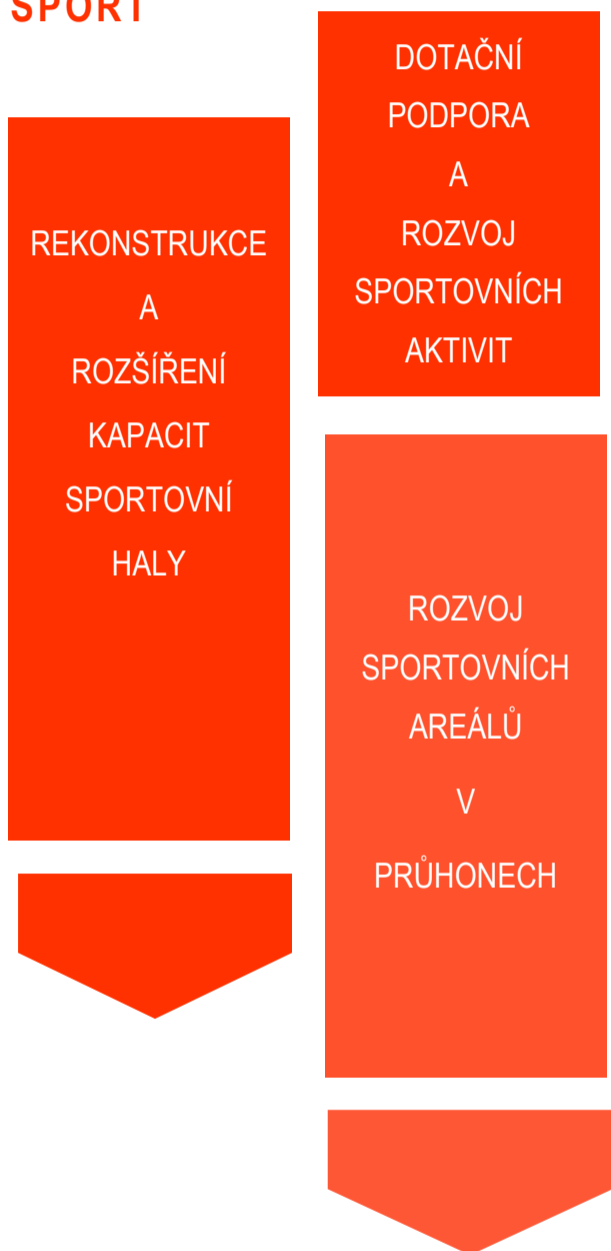 SPORT
REKONSTRUKCE
A
ROZŠÍŘENÍ
KAPACIT
SPORTOVNÍ
HALY
DOTAČNÍ
PODPORA
A
ROZVOJ
SPORTOVNÍCH
AKTIVIT
ROZVOJ
SPORTOVNÍCH
AREÁLŮ
V
PRŮHONECH